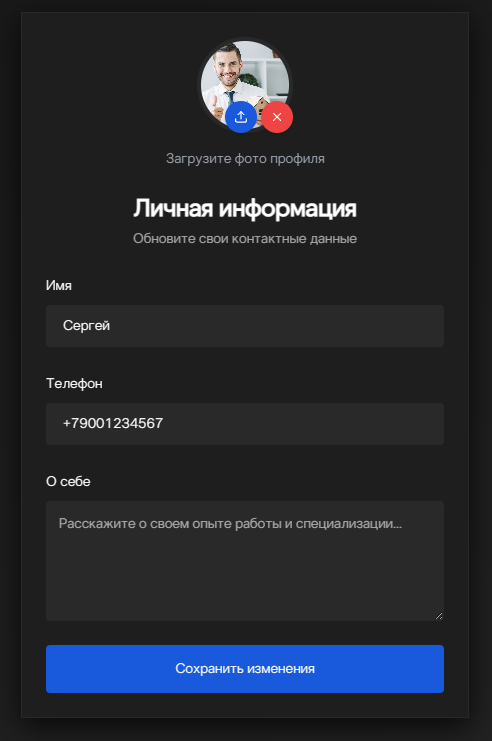 Загрузите фото профиля
Личная информация
Обновите свои контактные данные
Имя
Сергей
Телефон
+79001234567
О себе
Расскажите о своем опыте работы и специализации...
Сохранить изменения